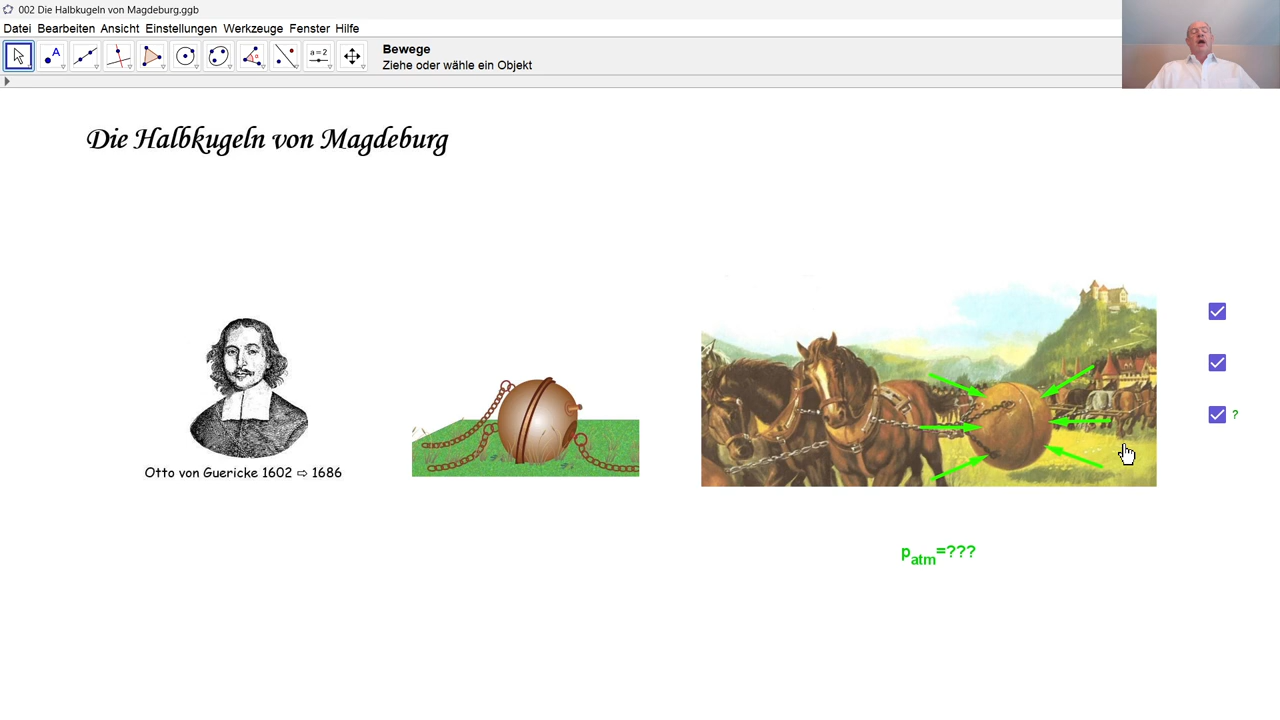 002 Die Halbkugeln von Magdeburg.ggb
Datei Bearbeiten Ansicht Einstellungen Werkzeuge Fenster Hilfe
A
a=2
Bewege
Ziehe oder wähle ein Objekt
Die Halbkugeln von Magdeburg
?
Otto von Guericke 1602 ⇨ 1686
patm=???